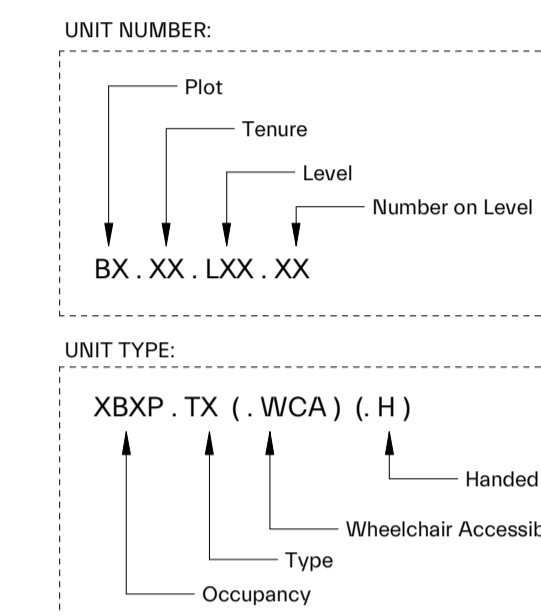 UNIT NUMBER:
Plot
Tenure
Level
Number on Level
BX . XX . LXX . XX
UNIT TYPE:
XBXP . TX ( . WCA ) ( . H )
Handed
Wheelchair
Type
Occupancy